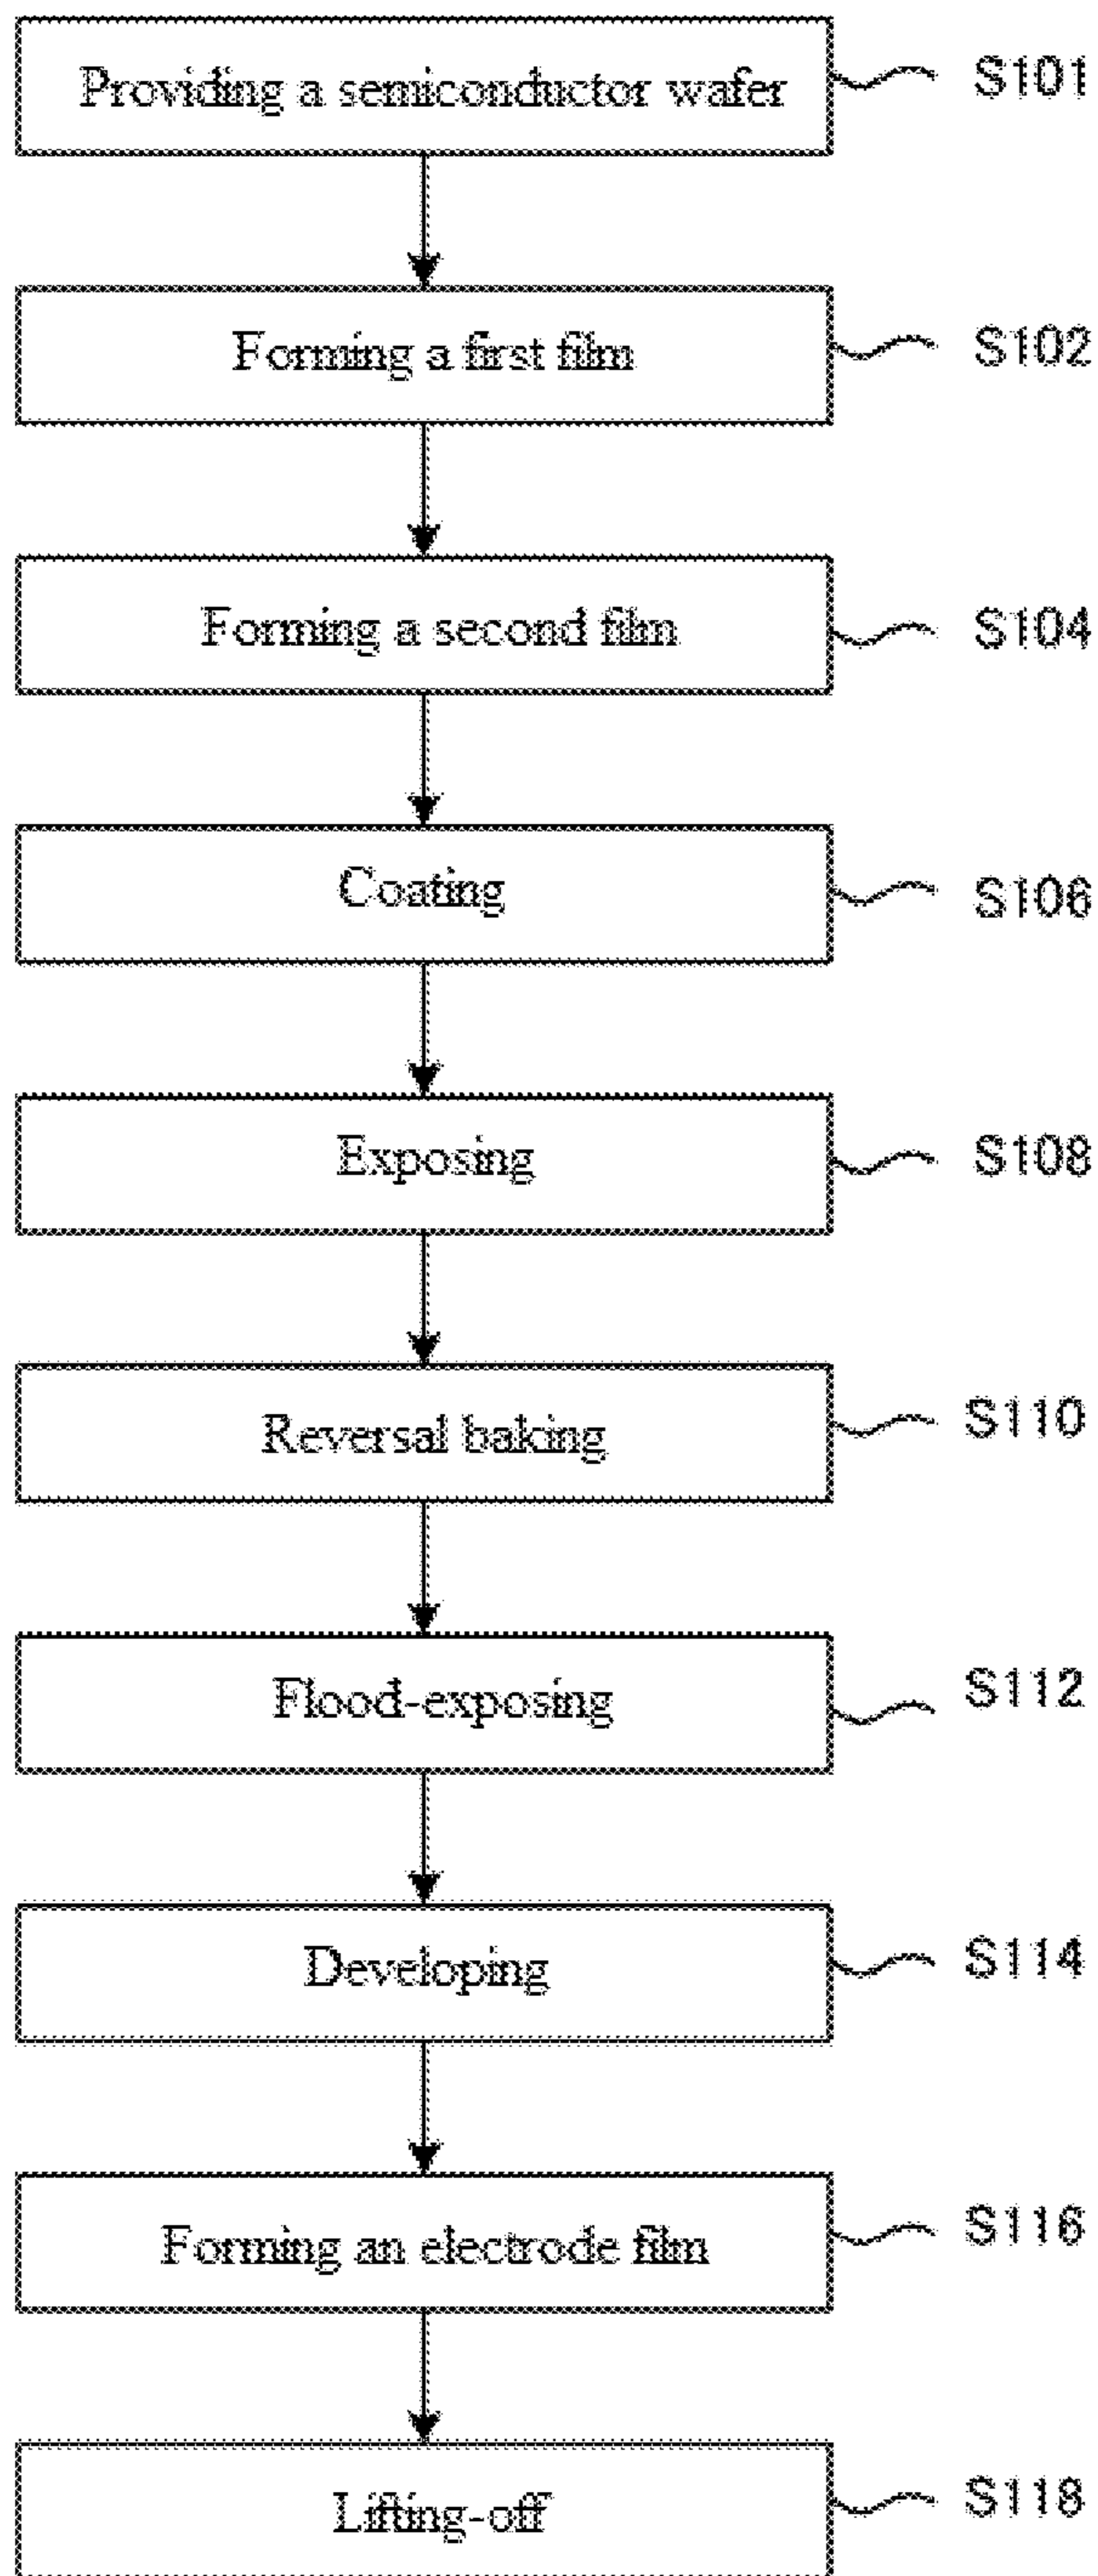 Providing a semiconductor wafer S101
Forming a first film S102
Forming a second film S104
Coating S106
Exposing S108
Reversal baking S110
Flood-exposing S112
Developing S114
Forming an electrode film S116
Lifting-off S118